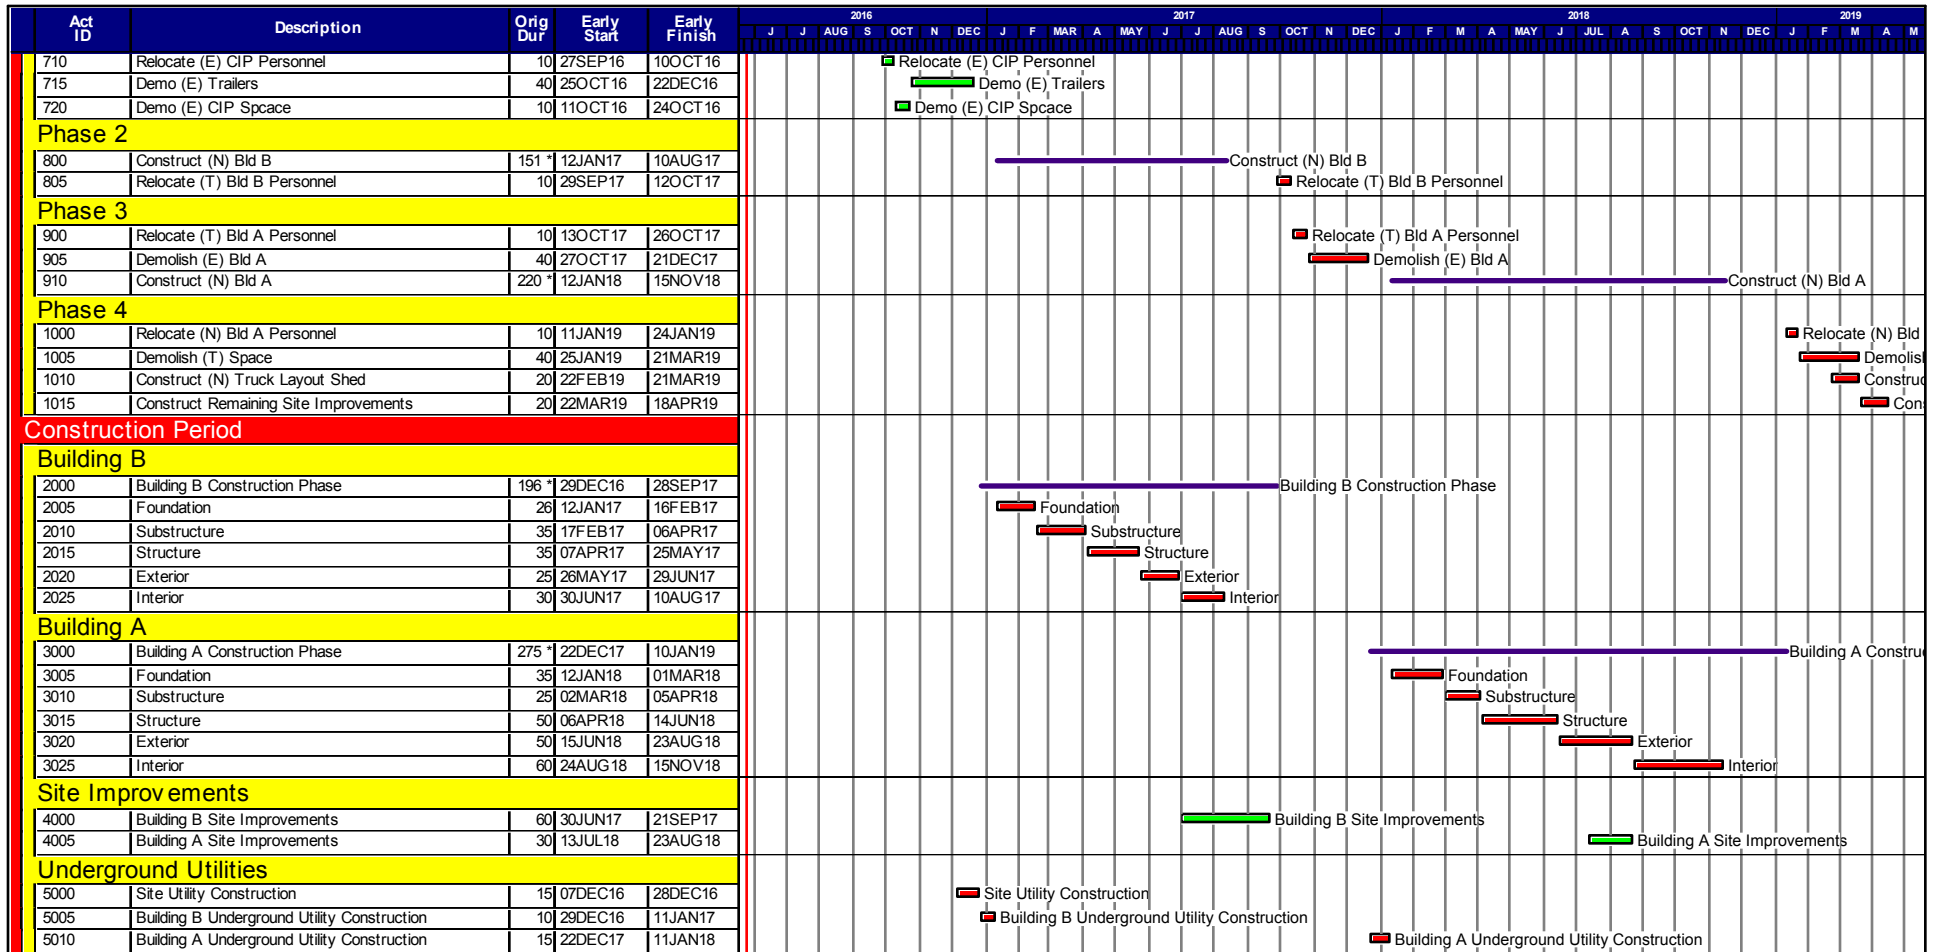 Act ID Description Orig Dur Early Start Early Finish 2016 2017 2018 2019
J J AUG S OCT N DEC J F MAR A MAY J J AUG S OCT N DEC J F M A MAY J JUL A S OCT N DEC J F M A M
710 Relocate (E) CIP Personnel 10 27SEP16 10OCT16 Relocate (E) CIP Personnel
715 Demo (E) Trailers 40 25OCT16 22DEC16 Demo (E) Trailers
720 Demo (E) CIP Spcace 10 11OCT16 24OCT16 Demo (E) CIP Spcace
Phase 2
800 Construct (N) Bld B 151 * 12JAN17 10AUG17 Construct (N) Bld B
805 Relocate (T) Bld B Personnel 10 29SEP17 12OCT17 Relocate (T) Bld B Personnel
Phase 3
900 Relocate (T) Bld A Personnel 10 13OCT17 26OCT17 Relocate (T) Bld A Personnel
905 Demolish (E) Bld A 40 27OCT17 21DEC17 Demolish (E) Bld A
910 Construct (N) Bld A 220 * 12JAN18 15NOV18 Construct (N) Bld A
Phase 4
1000 Relocate (N) Bld A Personnel 10 11JAN19 24JAN19 Relocate (N) Bld
1005 Demolish (T) Space 40 25JAN19 21MAR19 Demolis
1010 Construct (N) Truck Layout Shed 20 22FEB19 21MAR19 Construc
1015 Construct Remaining Site Improvements 20 22MAR19 18APR19 Cons
Construction Period
Building B
2000 Building B Construction Phase 196 * 29DEC16 28SEP17 Building B Construction Phase
2005 Foundation 26 12JAN17 16FEB17 Foundation
2010 Substructure 35 17FEB17 06APR17 Substructure
2015 Structure 35 07APR17 25MAY17 Structure
2020 Exterior 25 26MAY17 29JUN17 Exterior
2025 Interior 30 30JUN17 10AUG17 Interior
Building A
3000 Building A Construction Phase 275 * 22DEC17 10JAN19 Building A Constru
3005 Foundation 35 12JAN18 01MAR18 Foundation
3010 Substructure 25 02MAR18 05APR18 Substructure
3015 Structure 50 06APR18 14JUN18 Structure
3020 Exterior 50 15JUN18 23AUG18 Exterior
3025 Interior 60 24AUG18 15NOV18 Interior
Site Improvements
4000 Building B Site Improvements 60 30JUN17 21SEP17 Building B Site Improvements
4005 Building A Site Improvements 30 13JUL18 23AUG18 Building A Site Improvements
Underground Utilities
5000 Site Utility Construction 15 07DEC16 28DEC16 Site Utility Construction
5005 Building B Underground Utility Construction 10 29DEC16 11JAN17 Building B Underground Utility Construction
5010 Building A Underground Utility Construction 15 22DEC17 11JAN18 Building A Underground Utility Construction